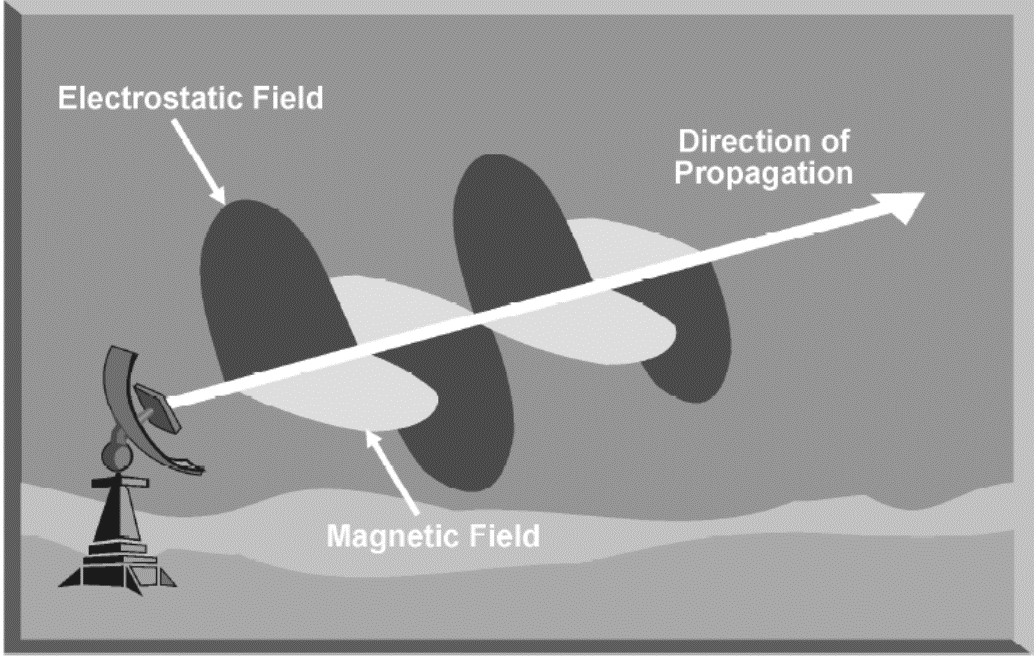 Electrostatic Field
Direction of
Propagation
Magnetic Field